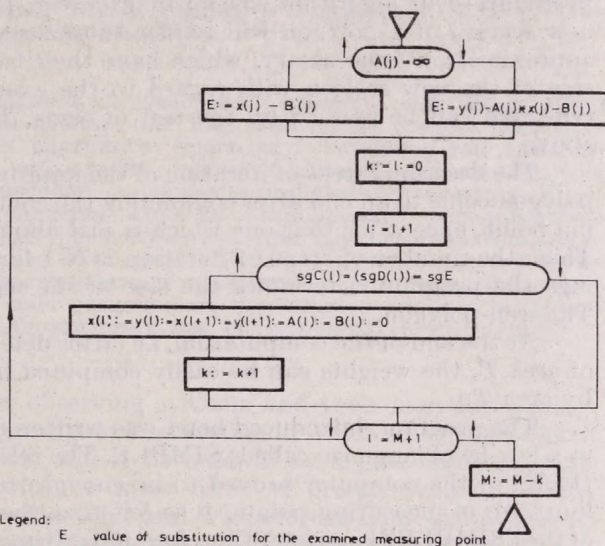 A(j) = ∞
E: = x(j) - B(j)
E: = y(j)-A(j)*x(j)-B(j)
k: = l: =0
l: = l+1
sgC(l) = (sgD(l)) = sgE
x(l): = y(l): = x(l+1): = y(l+1): = A(l): = B(l): =0
k: = k+1
l: = M+1
M: = M-k
Legend:
E value of substitution for the examined measuring point